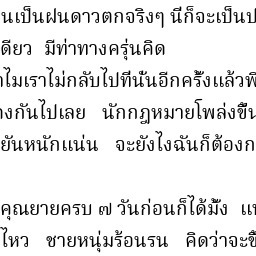 นเป็นฝนดาวตกจริงๆ นี่ก็จะเป็น
ดียว มีท่าทางครุ่นคิด
ไมเราไม่กลับไปที่นั่นอีกครั้งแล้วพิ
งกันไปเลย นักกฎหมายโพล่งขึ้น
ยันหนักแน่น จะยังไงฉันก็ต้องก
คุณยายครบ ๗ วันก่อนก็ได้มั้ง แ
ไหว ชายหนุ่มร้อนรน คิดว่าจะขึ